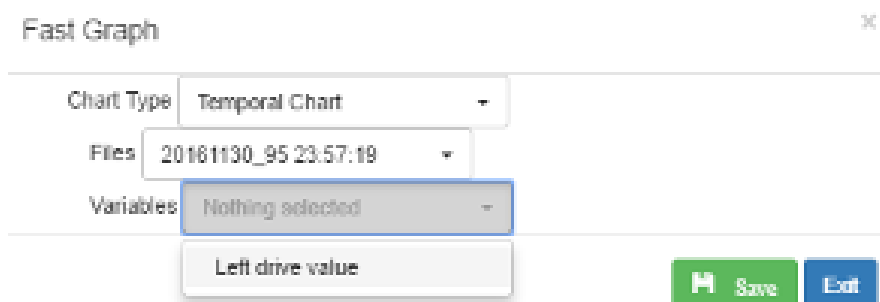 Fast Graph ×
Chart Type Temporal Chart
Files 20161130_95 23:57:19
Variables Nothing selected
Left drive value
Save Exit